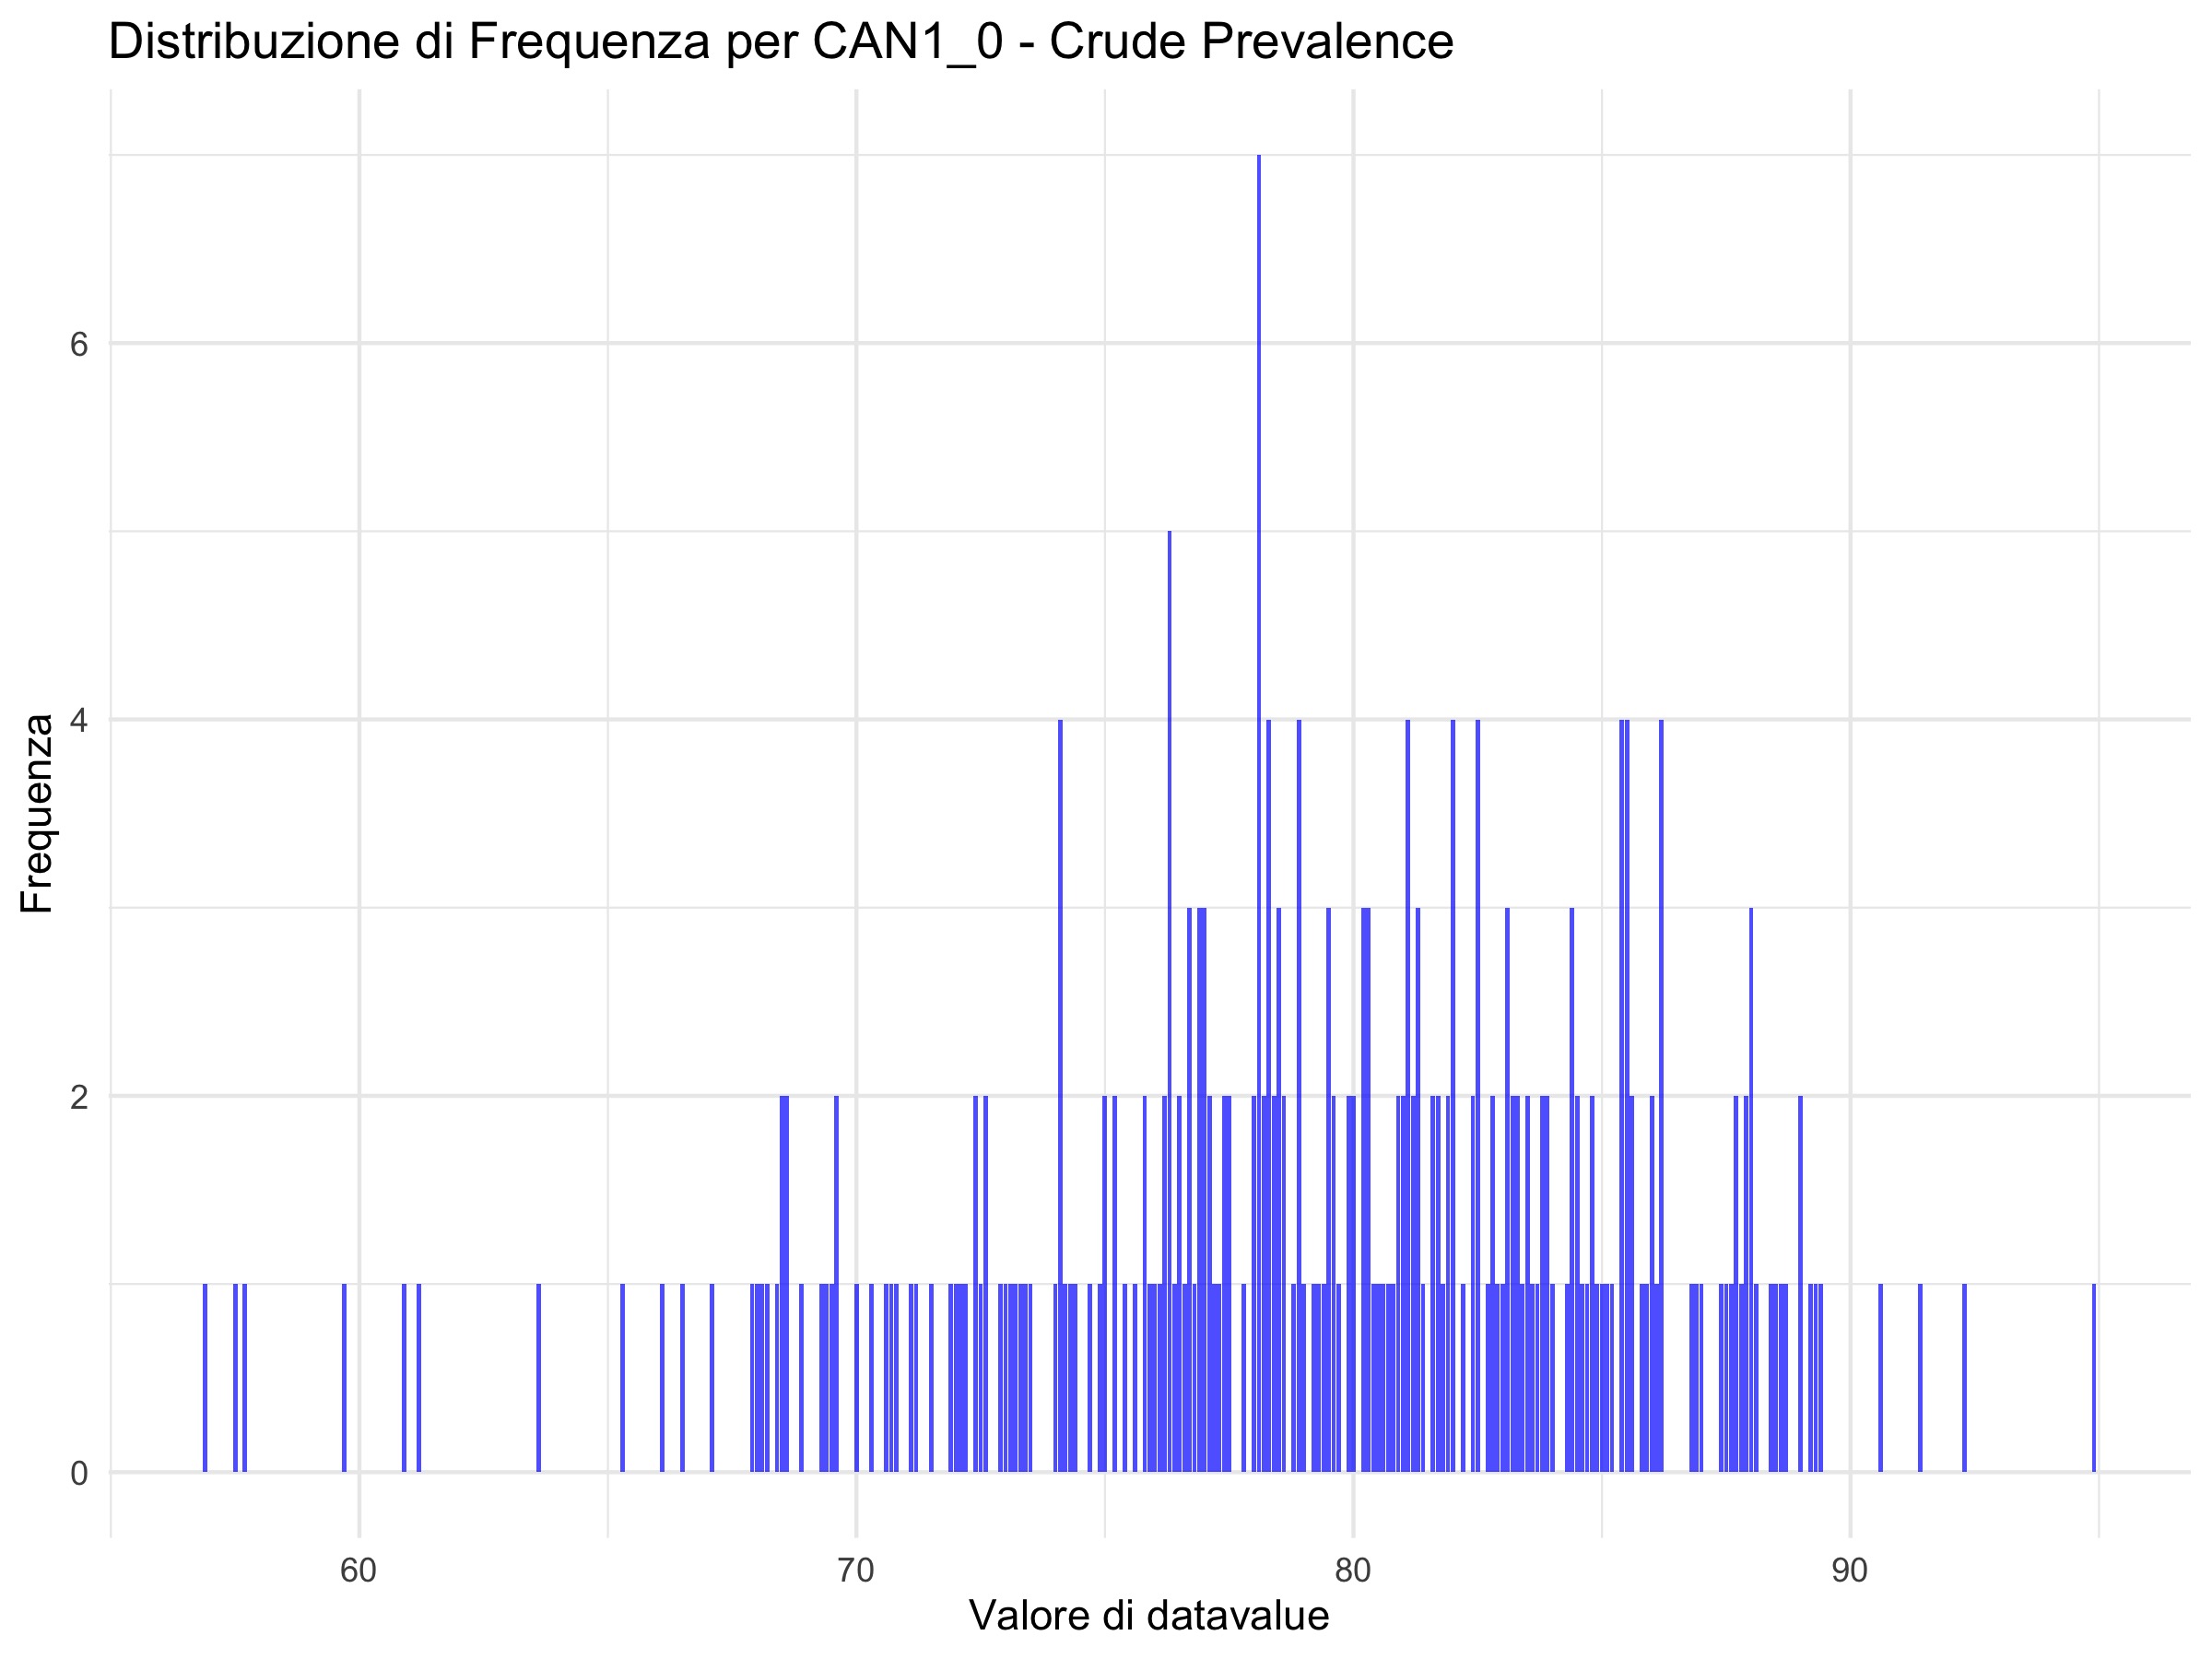 Distribuzione di Frequenza per CAN1_0 - Crude Prevalence
6
4
2
0
Frequenza
60 70 80 90
Valore di datavalue